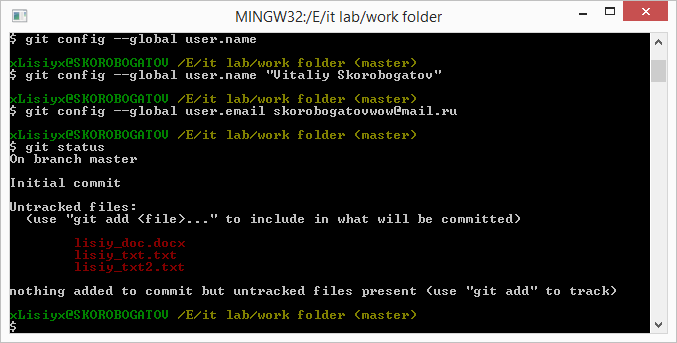 MINGW32:/E/it lab/work folder
$ git config --global user.name
xLisiyx@SKOROBOGATOV /E/it lab/work folder (master)
$ git config --global user.name "Vitaliy Skorobogatov"
xLisiyx@SKOROBOGATOV /E/it lab/work folder (master)
$ git config --global user.email skorobogatovwow@mail.ru
xLisiyx@SKOROBOGATOV /E/it lab/work folder (master)
$ git status
On branch master
Initial commit
Untracked files:
(use "git add <file>..." to include in what will be committed)
lisiy_doc.docx
lisiy_txt.txt
lisiy_txt2.txt
nothing added to commit but untracked files present (use "git add" to track)
xLisiyx@SKOROBOGATOV /E/it lab/work folder (master)
$